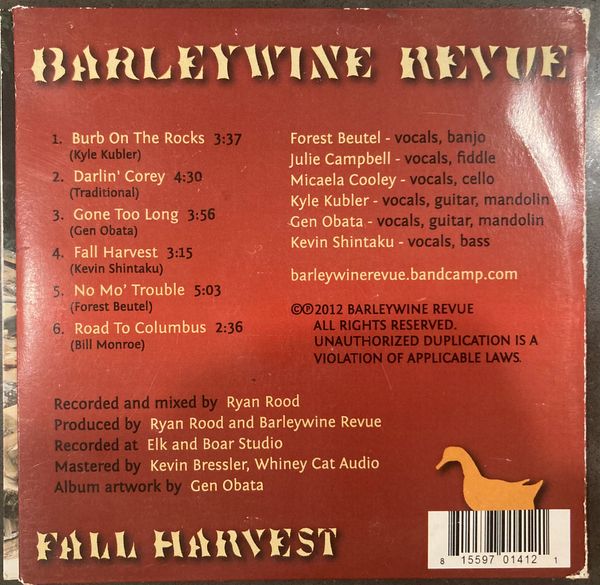 BARLEYWINE REVUE
1. Burb On The Rocks 3:37
(Kyle Kubler)
2. Darlin' Corey 4:30
(Traditional)
3. Gone Too Long 3:56
(Gen Obata)
4. Fall Harvest 3:15
(Kevin Shintaku)
5. No Mo' Trouble 5:03
(Forest Beutel)
6. Road To Columbus 2:36
(Bill Monroe)
Forest Beutel - vocals, banjo
Julie Campbell - vocals, fiddle
Micaela Cooley - vocals, cello
Kyle Kubler - vocals, guitar, mandolin
Gen Obata - vocals, guitar, mandolin
Kevin Shintaku - vocals, bass
barleywinerevue.bandcamp.com
©℗2012 BARLEYWINE REVUE
ALL RIGHTS RESERVED.
UNAUTHORIZED DUPLICATION IS A
VIOLATION OF APPLICABLE LAWS.
Recorded and mixed by Ryan Rood
Produced by Ryan Rood and Barleywine Revue
Recorded at Elk and Boar Studio
Mastered by Kevin Bressler, Whiney Cat Audio
Album artwork by Gen Obata
FALL HARVEST
8 15597 01412 1